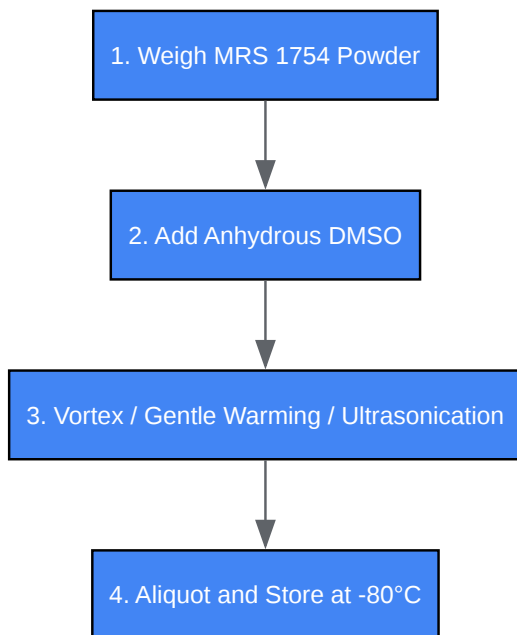 1. Weigh MRS 1754 Powder
2. Add Anhydrous DMSO
3. Vortex / Gentle Warming / Ultrasonication
4. Aliquot and Store at -80°C